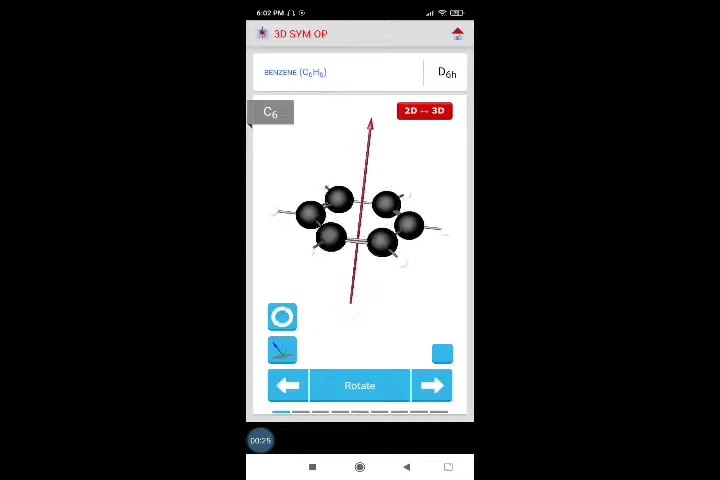 6:02 PM
3D SYM OP
BENZENE (C₆H₆)
D₆h
C₆
2D ↔ 3D
Rotate
00:25